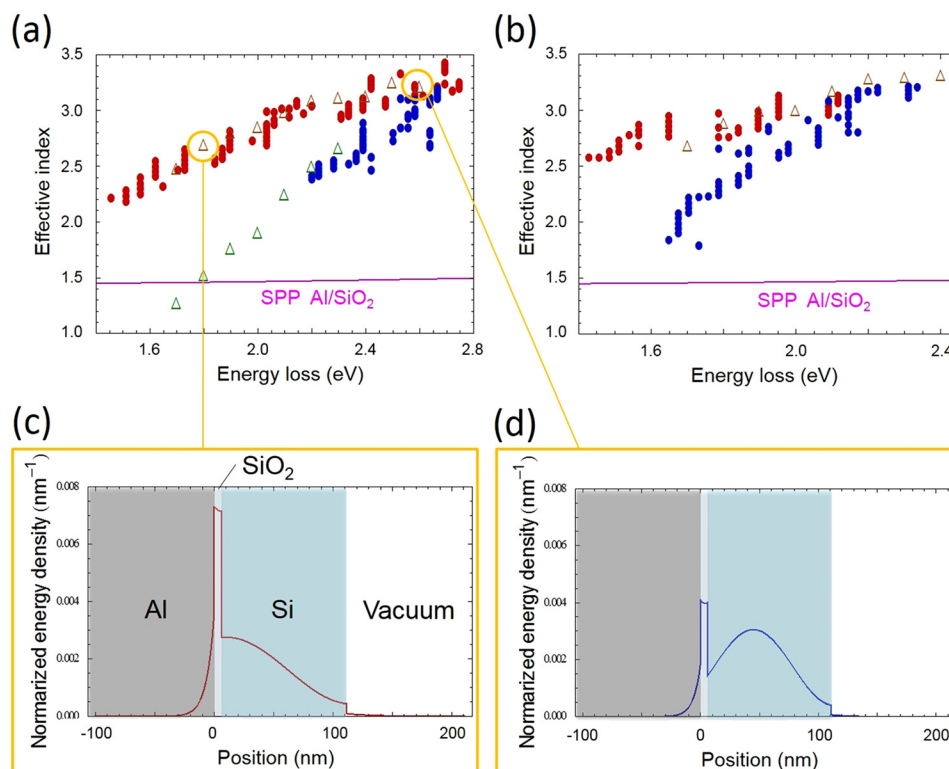 (a)
(b)
3.5
3.0
2.5
2.0
1.5
1.0
Effective index
SPP Al/SiO₂
1.6
2.0
2.4
2.8
Energy loss (eV)
3.5
3.0
2.5
2.0
1.5
1.0
Effective index
SPP Al/SiO₂
1.6
2.0
2.4
Energy loss (eV)
(c)
(d)
SiO₂
Normarized energy density (nm⁻¹)
0.008
0.006
0.004
0.002
0.000
Al
Si
Vacuum
-100
0
100
200
Position (nm)
Normarized energy density (nm⁻¹)
0.008
0.006
0.004
0.002
0.000
-100
0
100
200
Position (nm)